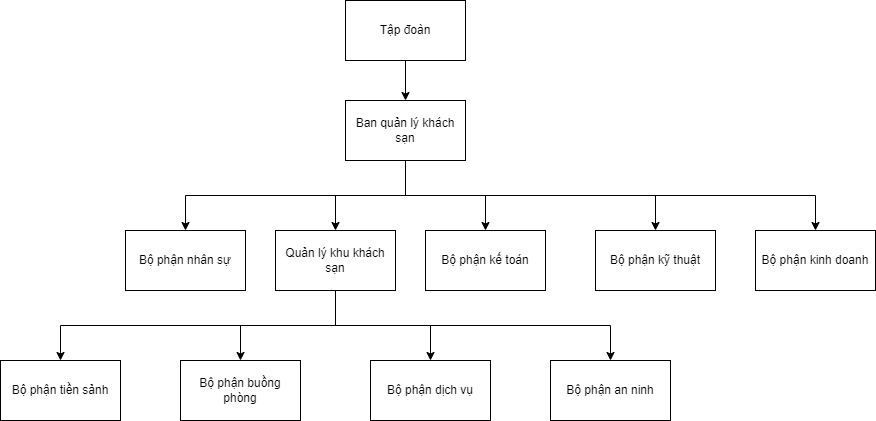 Tập đoàn
Ban quản lý khách
sạn
Bộ phận nhân sự
Quản lý khu khách
sạn
Bộ phận kế toán
Bộ phận kỹ thuật
Bộ phận kinh doanh
Bộ phận tiền sảnh
Bộ phận buồng
phòng
Bộ phận dịch vụ
Bộ phận an ninh